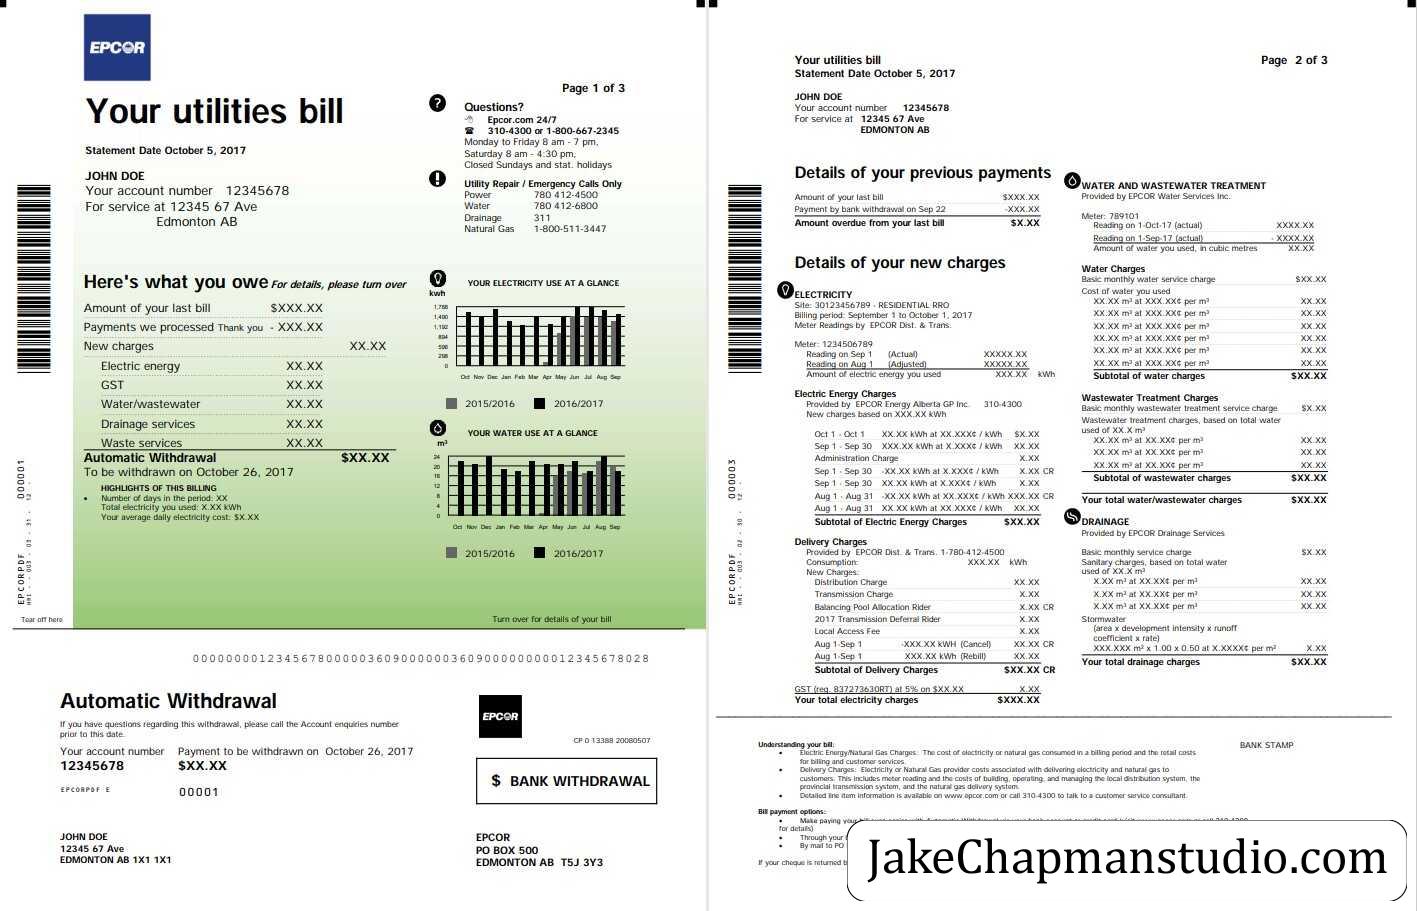 EPCOR
Page 1 of 3
Your utilities bill
Statement Date October 5, 2017
JOHN DOE
Your account number 12345678
For service at 12345 67 Ave
Edmonton AB
Questions?
Epcor.com 24/7
310-4300 or 1-800-667-2345
Monday to Friday 8 am - 7 pm,
Saturday 8 am - 4:30 pm,
Closed Sundays and stat. holidays
Utility Repair / Emergency Calls Only
Power 780 412-4500
Water 780 412-6800
Drainage 311
Natural Gas 1-800-511-3447
Here's what you owe For details, please turn over
Amount of your last bill $XXX.XX
Payments we processed Thank you - XXX.XX
New charges XX.XX
Electric energy XX.XX
GST XX.XX
Water/wastewater XX.XX
Drainage services XX.XX
Waste services XX.XX
Automatic Withdrawal $XX.XX
To be withdrawn on October 26, 2017
HIGHLIGHTS OF THIS BILLING
• Number of days in the period: XX
Total electricity you used: X.XX kWh
Your average daily electricity cost: $X.XX
YOUR ELECTRICITY USE AT A GLANCE
kwh
1,788
1,490
1,192
894
596
298
0
Oct Nov Dec Jan Feb Mar Apr May Jun Jul Aug Sep
2015/2016 2016/2017
YOUR WATER USE AT A GLANCE
m³
24
20
16
12
8
4
0
Oct Nov Dec Jan Feb Mar Apr May Jun Jul Aug Sep
2015/2016 2016/2017
EPCORPDF 00001
Tear off here
Turn over for details of your bill
Automatic Withdrawal
If you have questions regarding this withdrawal, please call the Account enquiries number
prior to this date.
Your account number Payment to be withdrawn on October 26, 2017
12345678 $XX.XX
EPCORPDF E 00001
JOHN DOE
12345 67 Ave
EDMONTON AB 1X1 1X1
EPCOR
CP 0 13388 20080507
$ BANK WITHDRAWAL
EPCOR
PO BOX 500
EDMONTON AB T5J 3Y3
Your utilities bill
Page 2 of 3
Statement Date October 5, 2017
JOHN DOE
Your account number 12345678
For service at 12345 67 Ave
EDMONTON AB
EPCORPDF 00003
Details of your previous payments
Amount of your last bill $XXX.XX
Payment by bank withdrawal on Sep 22 -XXX.XX
Amount overdue from your last bill $X.XX
Details of your new charges
ELECTRICITY
Site: 30123456789 - RESIDENTIAL RRO
Billing period: September 1 to October 1, 2017
Meter Readings by EPCOR Dist. & Trans.
Meter: 1234506789
Reading on Sep 1 (Actual) XXXXX.XX
Reading on Aug 1 (Adjusted) XXXXX.XX
Amount of electric energy you used XXX.XX kWh
Electric Energy Charges
Provided by EPCOR Energy Alberta GP Inc. 310-4300
New charges based on XXX.XX kWh
Oct 1 - Oct 1 XX.XX kWh at X.XXX¢ / kWh $X.XX
Sep 1 - Sep 30 XXX.XX kWh at X.XXX¢ / kWh XX.XX
Administration Charge X.XX
Sep 1 - Sep 30 -XX.XX kWh at X.XXX¢ / kWh X.XX CR
Sep 1 - Sep 30 XX.XX kWh at X.XXX¢ / kWh X.XX
Aug 1 - Aug 31 -XX.XX kWh at XX.XXX¢ / kWh XXX.XX CR
Aug 1 - Aug 31 XX.XX kWh at XX.XXX¢ / kWh XX.XX
Subtotal of Electric Energy Charges $XX.XX
Delivery Charges
Provided by EPCOR Dist. & Trans. 1-780-412-4500
Consumption: XXX.XX kWh
New Charges:
Distribution Charge XX.XX
Transmission Charge X.XX
Balancing Pool Allocation Rider X.XX CR
2017 Transmission Deferral Rider X.XX
Local Access Fee X.XX
Aug 1-Sep 1 -XXX.XX kWH (Cancel) XX.XX CR
Aug 1-Sep 1 XXX.XX kWh (Rebill) XX.XX
Subtotal of Delivery Charges $XX.XX CR
GST (reg. 837273630RT) at 5% on $XX.XX X.XX
Your total electricity charges $XXX.XX
WATER AND WASTEWATER TREATMENT
Provided by EPCOR Water Services Inc.
Meter: 789101
Reading on 1-Oct-17 (actual) XXXX.XX
Reading on 1-Sep-17 (actual) - XXXX.XX
Amount of water you used, in cubic metres XX.XX
Water Charges
Basic monthly water service charge $XX.XX
Cost of water you used
XX.XX m³ at XXX.XX¢ per m³ XX.XX
XX.XX m³ at XXX.XX¢ per m³ XX.XX
XX.XX m³ at XXX.XX¢ per m³ XX.XX
XX.XX m³ at XXX.XX¢ per m³ XX.XX
XX.XX m³ at XXX.XX¢ per m³ XX.XX
XX.XX m³ at XXX.XX¢ per m³ XX.XX
Subtotal of water charges $XX.XX
Wastewater Treatment Charges
Basic monthly wastewater treatment service charge $X.XX
Wastewater treatment charges, based on total water
used of XX.X m³
XX.XX m³ at XX.XX¢ per m³ XX.XX
XX.XX m³ at XX.XX¢ per m³ XX.XX
XX.XX m³ at XX.XX¢ per m³ XX.XX
Subtotal of wastewater charges $XX.XX
Your total water/wastewater charges $XX.XX
DRAINAGE
Provided by EPCOR Drainage Services
Basic monthly service charge $X.XX
Sanitary charges, based on total water
used of XX.X m³
X.XX m³ at XX.XX¢ per m³ XX.XX
X.XX m³ at XX.XX¢ per m³ XX.XX
X.XX m³ at XX.XX¢ per m³ XX.XX
Stormwater
(area x development intensity x runoff
coefficient x rate)
XXX.XXX m² x 1.00 x 0.50 at X.XXXX¢ per m² X.XX
Your total drainage charges $XX.XX
Understanding your bill:
• Electric Energy/Natural Gas Charges: The cost of electricity or natural gas consumed in a billing period and the retail costs
for billing and customer services.
• Delivery Charges: Electricity or Natural Gas provider costs associated with delivering electricity and natural gas to
customers. This includes meter reading and the costs of building, operating, and managing the local distribution system, the
provincial transmission system, and the natural gas delivery system.
• Detailed line item information is available on www.epcor.com or call 310-4300 to talk to a customer service consultant.
BANK STAMP
Bill payment options:
• Make paying your
for details)
• Through your
• By mail to PO
If your cheque is returned
JakeChapmanstudio.com